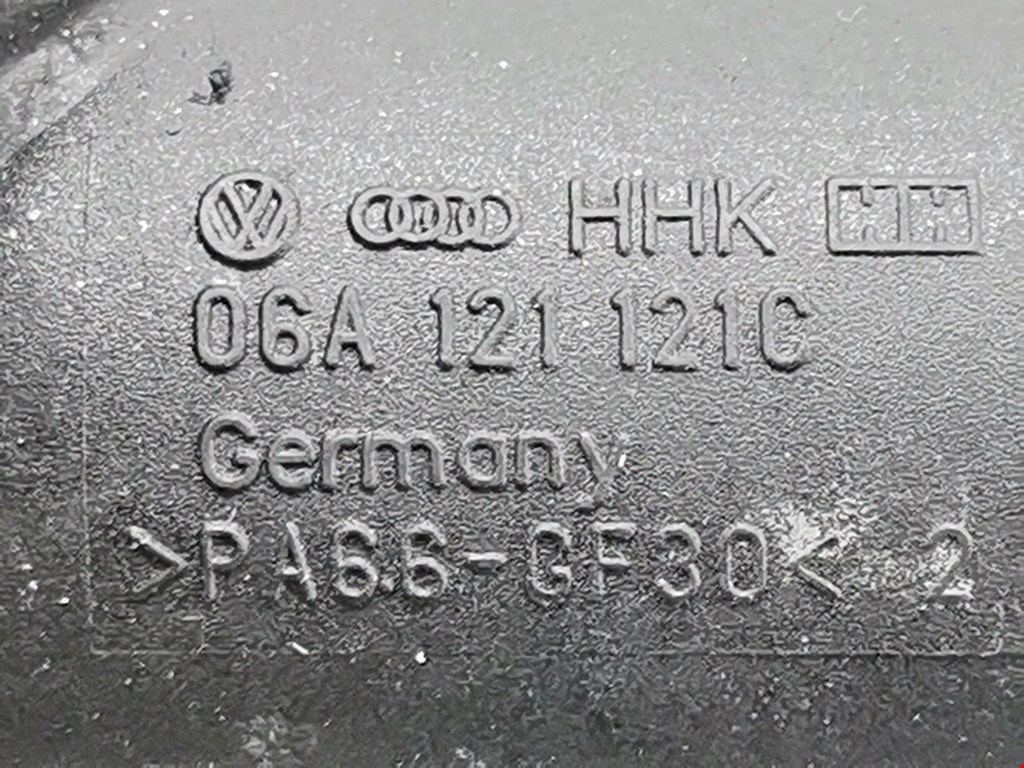 HHK
06A 121 121C
Germany
>PA66-GF30< 2